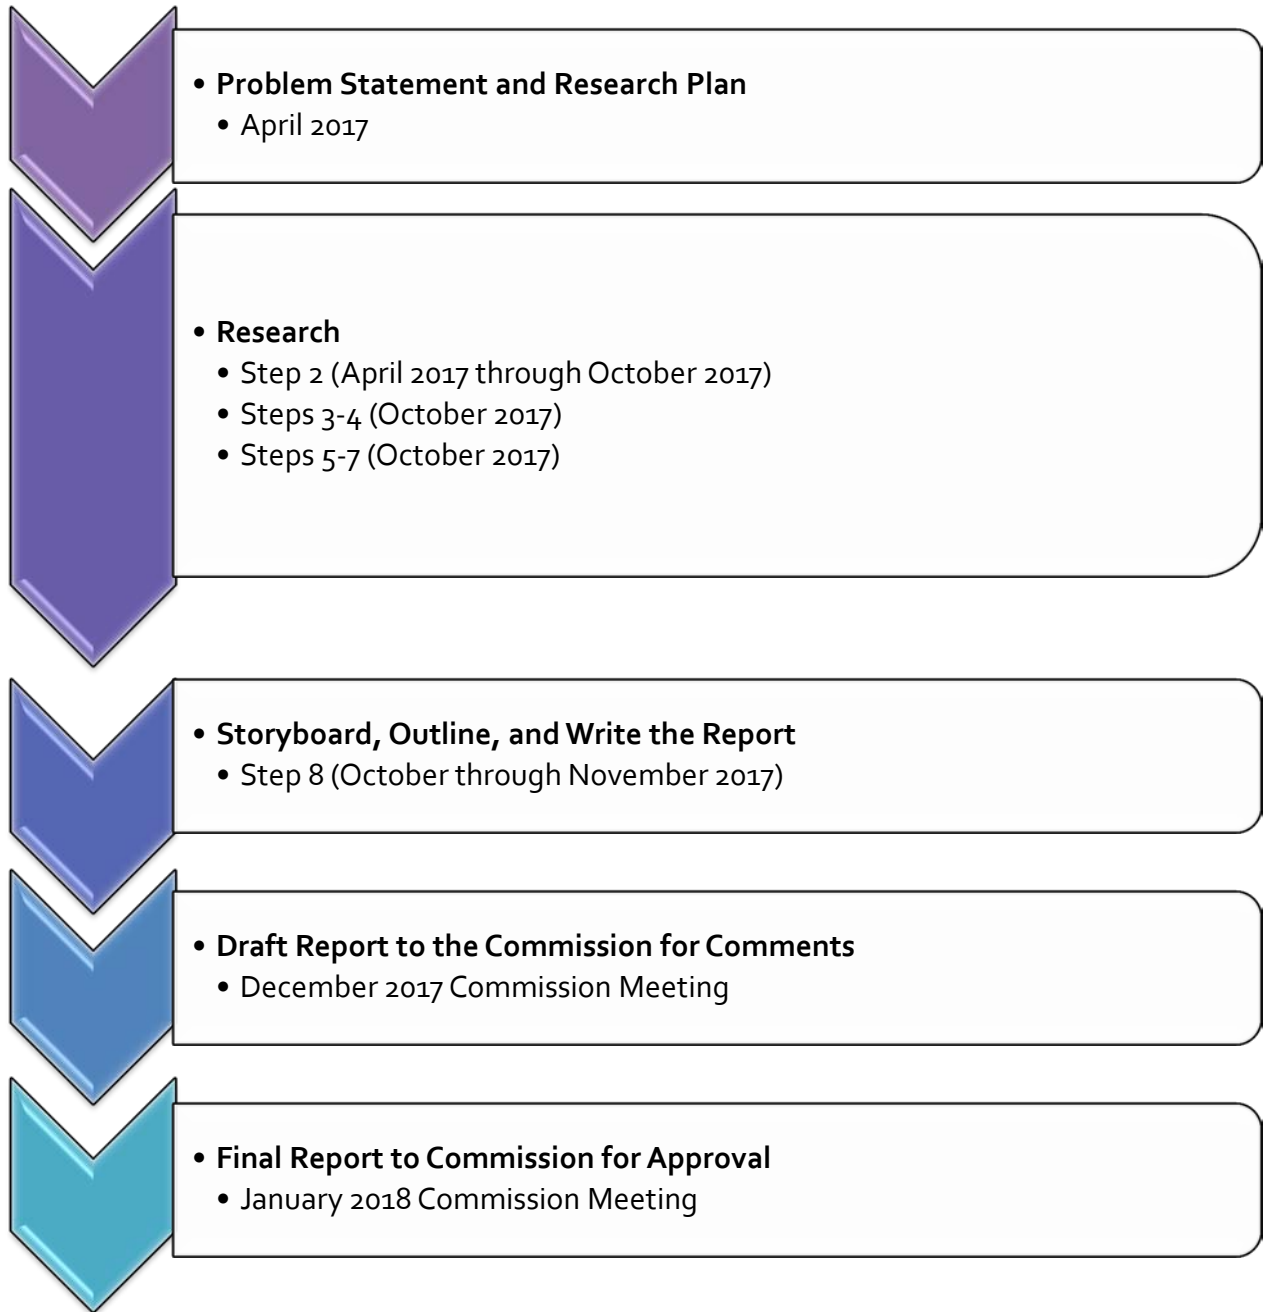 • Problem Statement and Research Plan
• April 2017
• Research
• Step 2 (April 2017 through October 2017)
• Steps 3-4 (October 2017)
• Steps 5-7 (October 2017)
• Storyboard, Outline, and Write the Report
• Step 8 (October through November 2017)
• Draft Report to the Commission for Comments
• December 2017 Commission Meeting
• Final Report to Commission for Approval
• January 2018 Commission Meeting